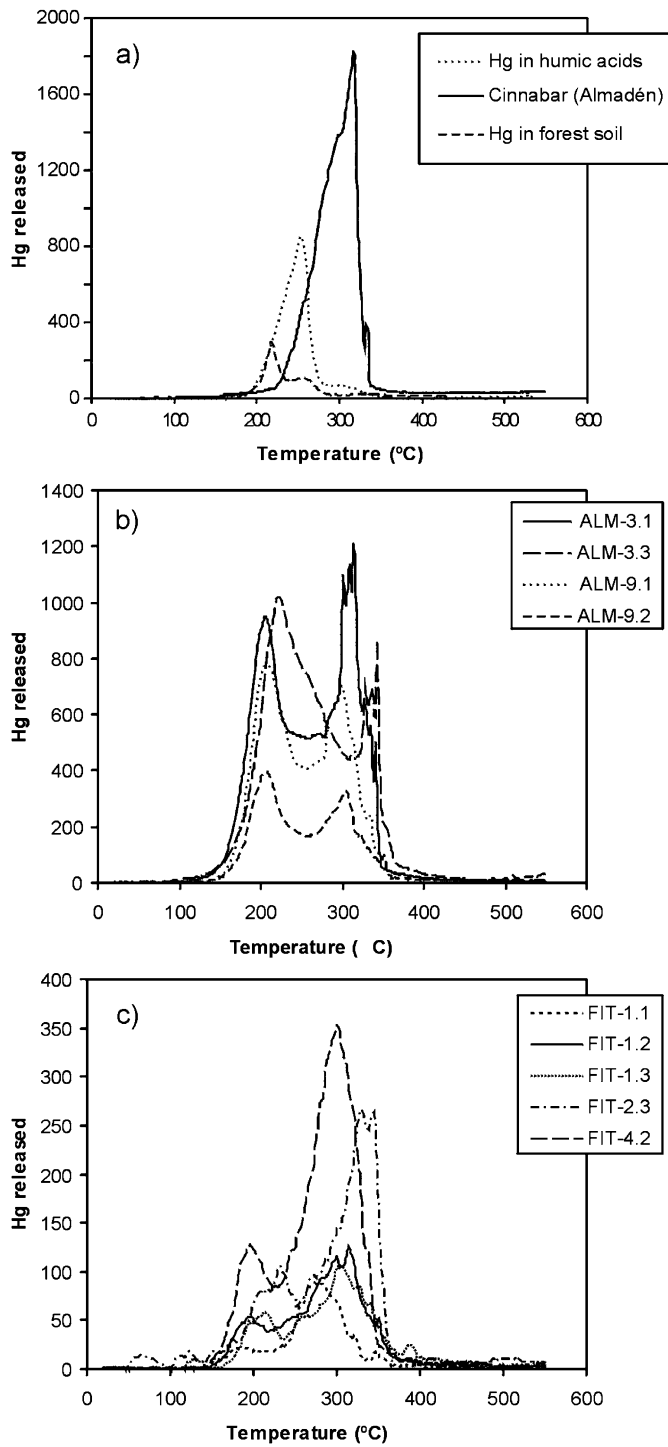 a)
2000
1800
1400
1200
800
400
0
Hg released
0 100 200 300 400 500 600
Temperature (ºC)
Hg in humic acids
Cinnabar (Almadén)
Hg in forest soil
b)
1400
1200
1000
800
600
400
200
0
Hg released
0 100 200 300 400 500 600
Temperature ( C)
ALM-3.1
ALM-3.3
ALM-9.1
ALM-9.2
c)
400
350
300
250
200
150
100
50
0
Hg released
0 100 200 300 400 500 600
Temperature (ºC)
FIT-1.1
FIT-1.2
FIT-1.3
FIT-2.3
FIT-4.2